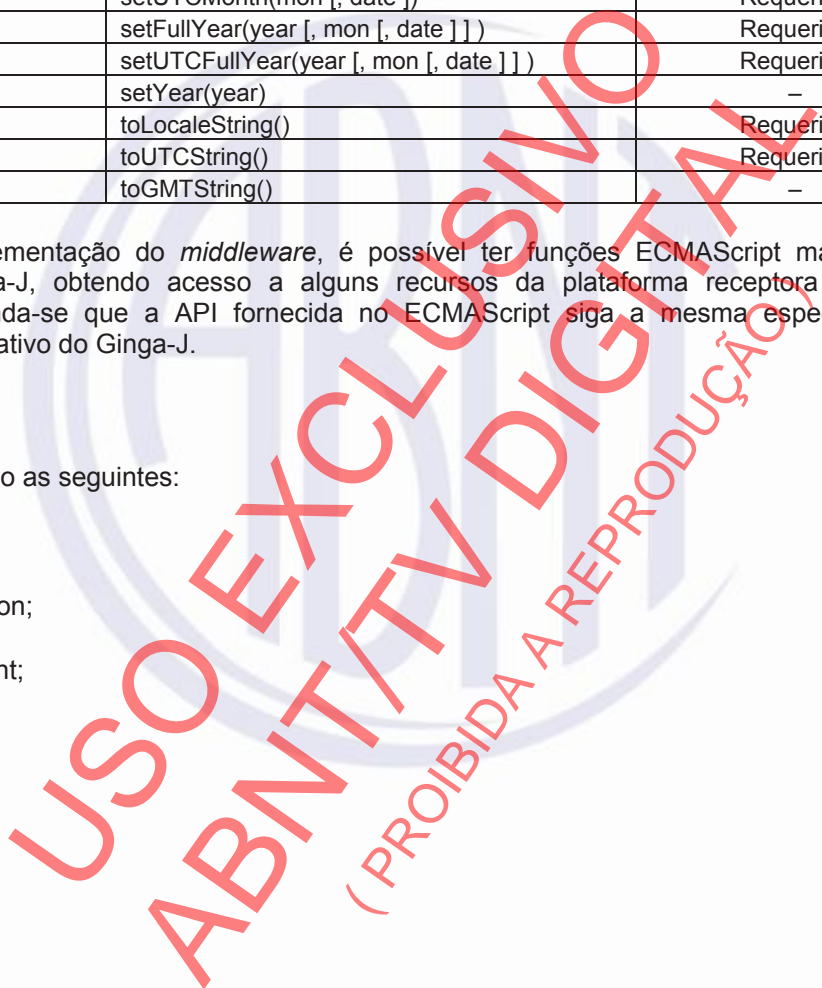 setUTCMonth(mon [, date ])
setFullYear(year [, mon [, date ] ] ) Requeri
setUTCFullYear(year [, mon [, date ] ] ) Requeri
setYear(year) –
toLocaleString() Requeri
toUTCString() Requeri
toGMTString() –
ementação do middleware, é possível ter funções ECMAScript ma
a-J, obtendo acesso a alguns recursos da plataforma receptora
nda-se que a API fornecida no ECMAScript siga a mesma espe
ativo do Ginga-J.
o as seguintes:
on;
nt;
USO EXCLUSIVO
ABNT/TV DIGITAL
( PROIBIDA A REPRODUÇÃO )
ABNT